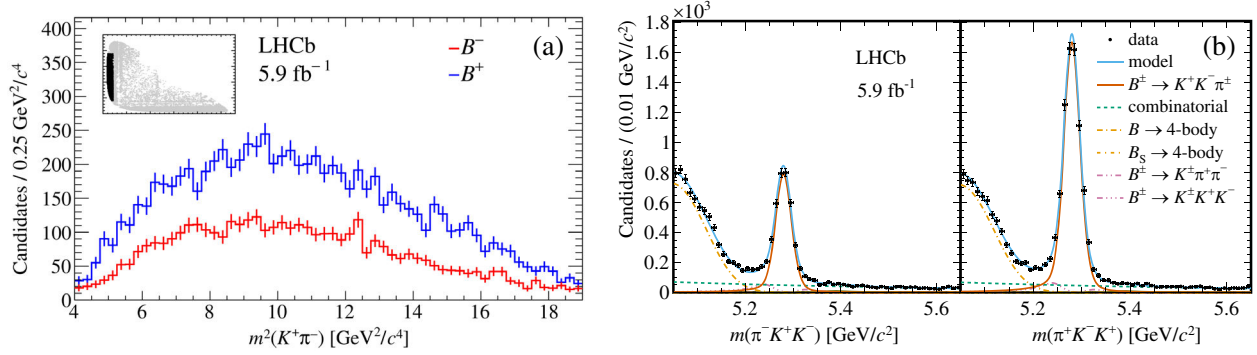 (a)
LHCb
5.9 fb⁻¹
B⁻
B⁺
Candidates / 0.25 GeV²/c⁴
400
350
300
250
200
150
100
50
0
4 6 8 10 12 14 16 18
m²(K⁺π⁻) [GeV²/c⁴]
×10³
(b)
LHCb
5.9 fb⁻¹
data
model
B± → K⁺K⁻π±
combinatorial
B → 4-body
B_S → 4-body
B± → K±π⁺π⁻
B± → K±K⁺K⁻
Candidates / (0.01 GeV/c²)
1.8
1.6
1.4
1.2
1.0
0.8
0.6
0.4
0.2
0
5.2 5.4 5.6
5.2 5.4 5.6
m(π⁻K⁺K⁻) [GeV/c²]
m(π⁺K⁻K⁺) [GeV/c²]